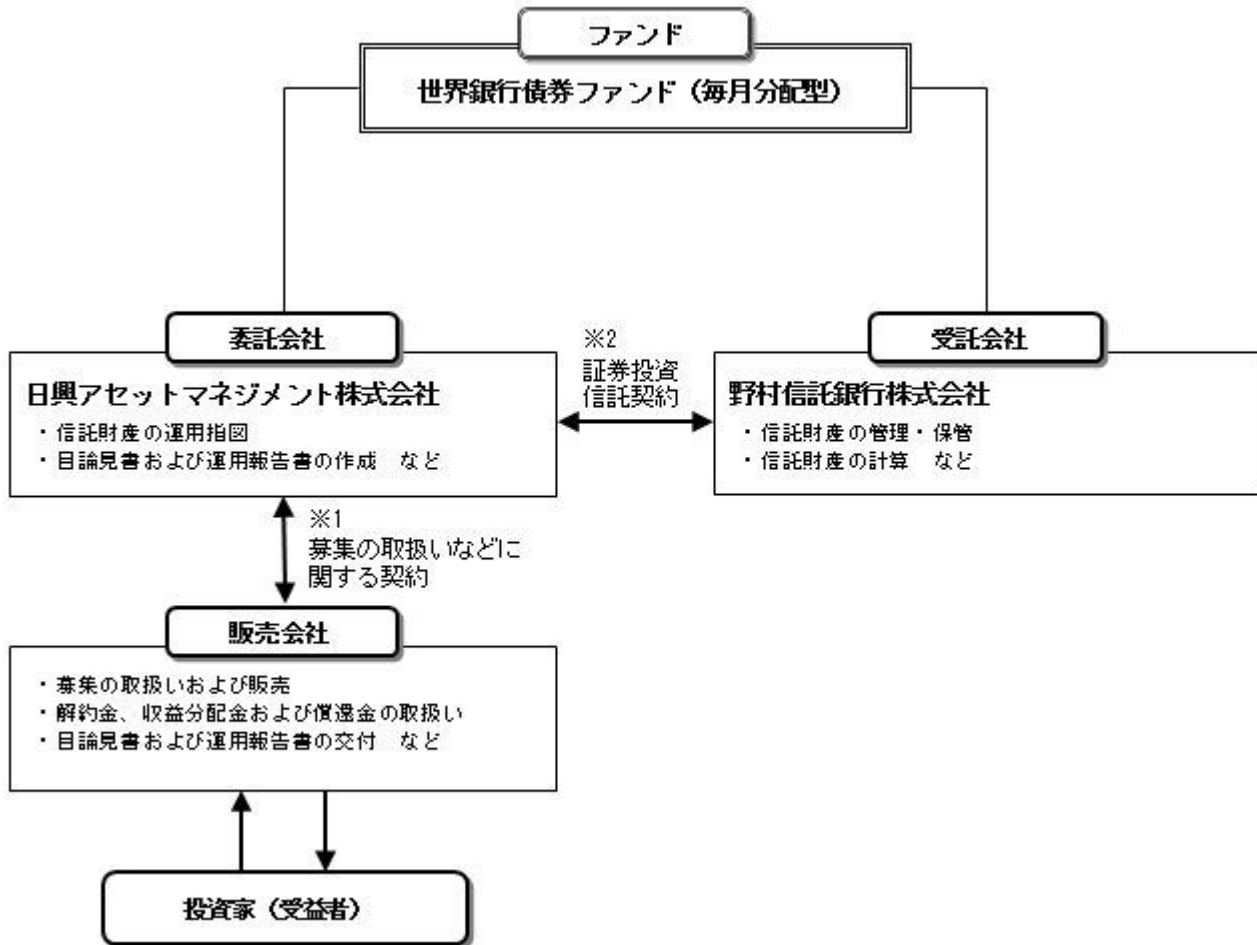 ファンド
世界銀行債券ファンド（毎月分配型）
委託会社
日興アセットマネジメント株式会社
・信託財産の運用指図
・目論見書および運用報告書の作成　など
※2
証券投資
信託契約
受託会社
野村信託銀行株式会社
・信託財産の管理・保管
・信託財産の計算　など
※1
募集の取扱いなどに
関する契約
販売会社
・募集の取扱いおよび販売
・解約金、収益分配金および償還金の取扱い
・目論見書および運用報告書の交付　など
投資家（受益者）